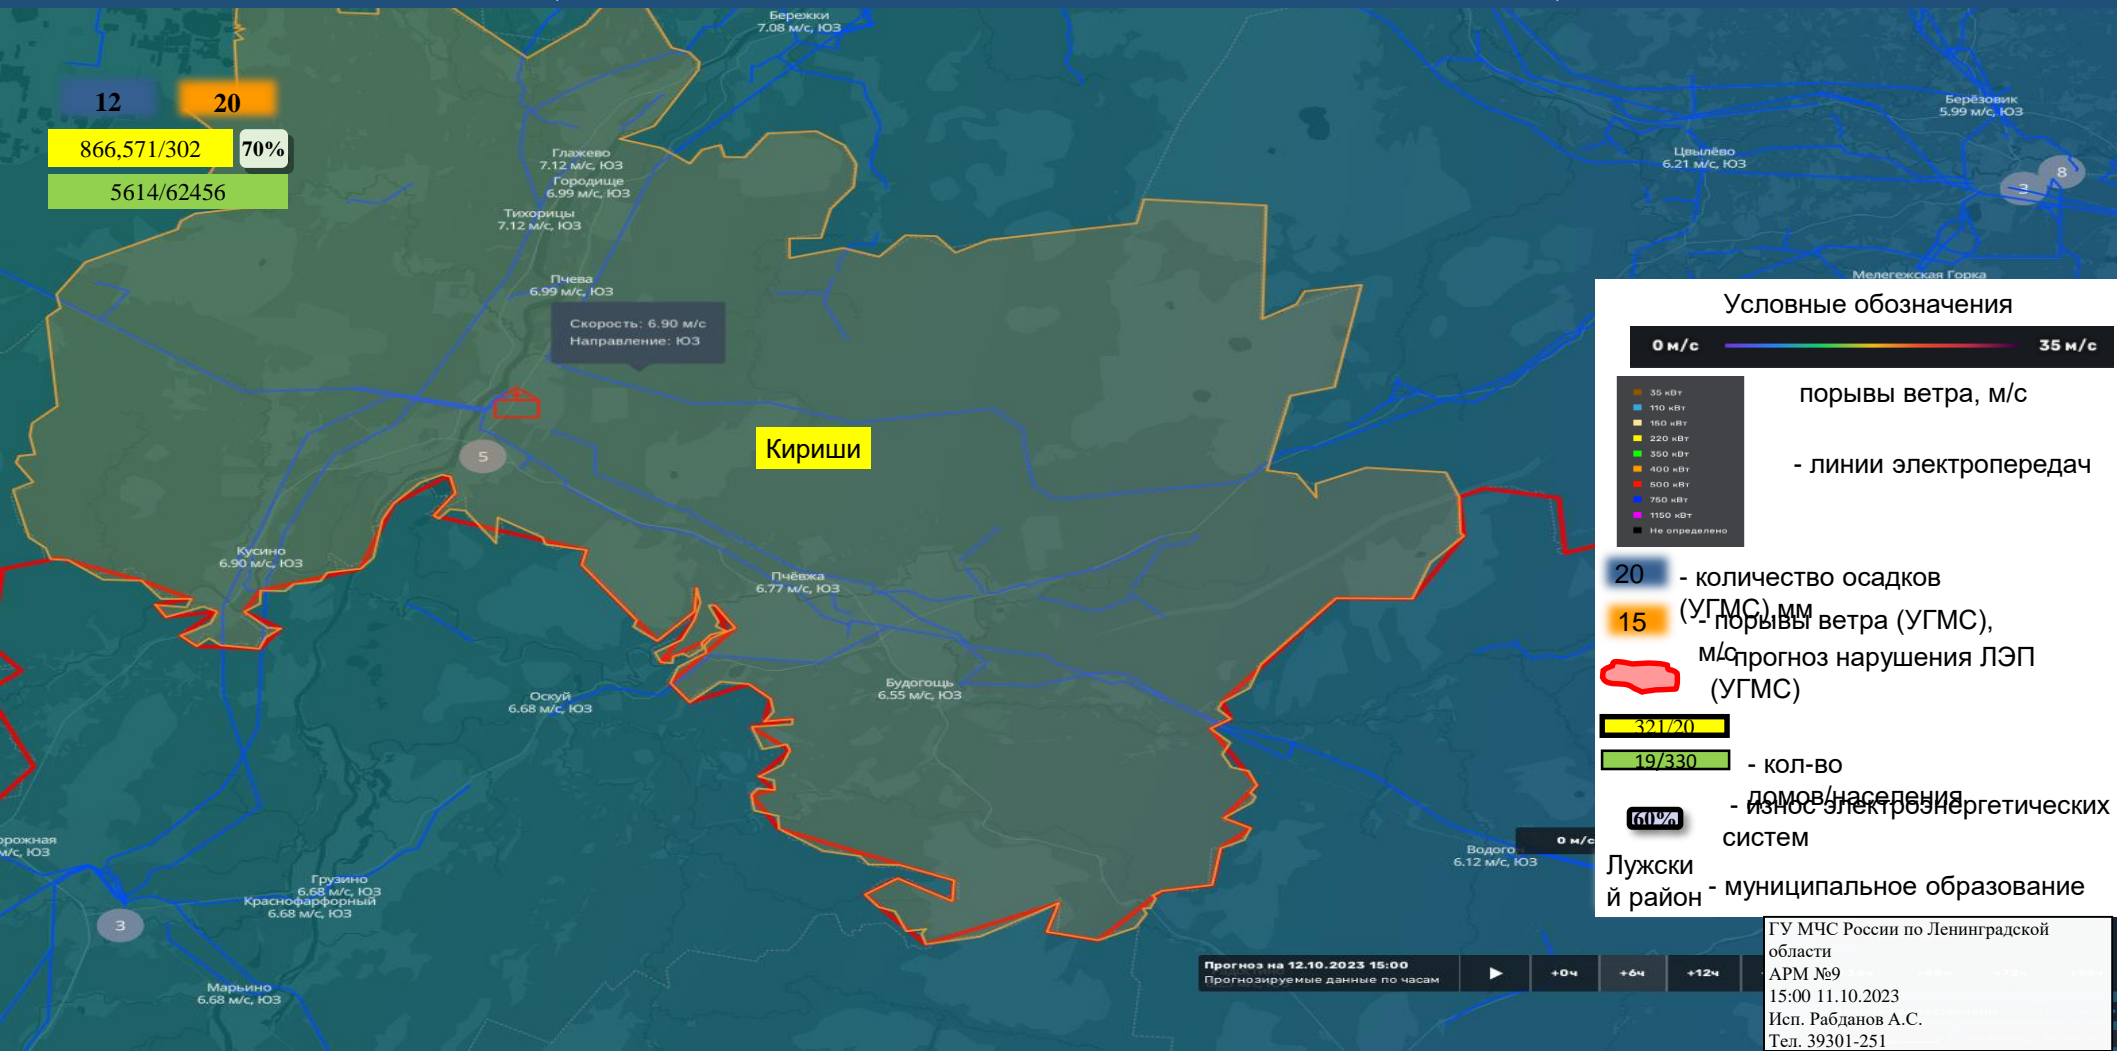 Бережки
7.08 м/с, ЮЗ
12
20
866,571/302
70%
5614/62456
Глажево
7.12 м/с, ЮЗ
Городище
6.99 м/с, ЮЗ
Тихорицы
7.12 м/с, ЮЗ
Пчева
6.99 м/с, ЮЗ
Скорость: 6.90 м/с
Направление: ЮЗ
Берёзовик
5.99 м/с, ЮЗ
Цвылёво
6.21 м/с, ЮЗ
8
3
Мелегежская Горка
Кириши
5
Кусино
6.90 м/с, ЮЗ
Пчёвжа
6.77 м/с, ЮЗ
Будогощь
6.55 м/с, ЮЗ
Оскуй
6.68 м/с, ЮЗ
орожная
м/с, ЮЗ
Грузино
6.68 м/с, ЮЗ
Краснофарфорный
6.68 м/с, ЮЗ
3
Марьино
6.68 м/с, ЮЗ
Водого
6.12 м/с, ЮЗ
0 м/с
Условные обозначения
0 м/с
35 м/с
порывы ветра, м/с
35 кВт
110 кВт
150 кВт
220 кВт
350 кВт
400 кВт
500 кВт
750 кВт
1150 кВт
Не определено
- линии электропередач
20
- количество осадков
(УГМС),мм
15
- порывы ветра (УГМС),
м/с
- прогноз нарушения ЛЭП
(УГМС)
321/20
19/330
- кол-во
домов/населения
60%
- износ электроэнергетических
систем
Лужски
й район
- муниципальное образование
Прогноз на 12.10.2023 15:00
Прогнозируемые данные по часам
+0ч
+6ч
+12ч
ГУ МЧС России по Ленинградской
области
АРМ №9
15:00 11.10.2023
Исп. Рабданов А.С.
Тел. 39301-251